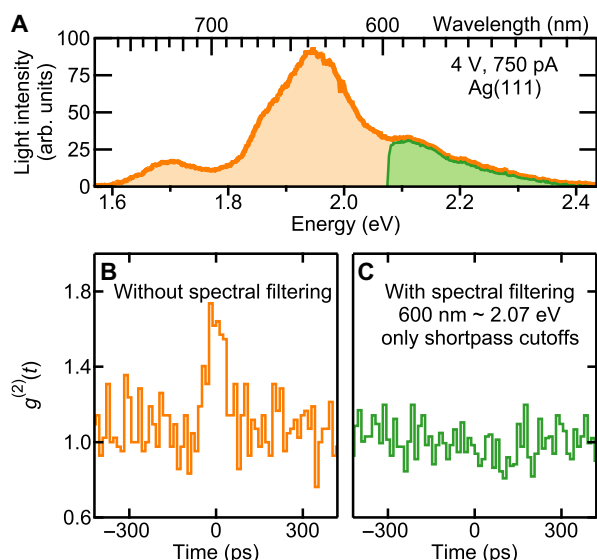 A
700
600
Wavelength (nm)
100
75
50
25
0
Light intensity
(arb. units)
4 V, 750 pA
Ag(111)
1.6
1.8
2.0
2.2
2.4
Energy (eV)
B
Without spectral filtering
C
With spectral filtering
600 nm ~ 2.07 eV
only shortpass cutoffs
1.8
1.4
1.0
0.6
g(2)(t)
−300
0
300
−300
0
300
Time (ps)
Time (ps)